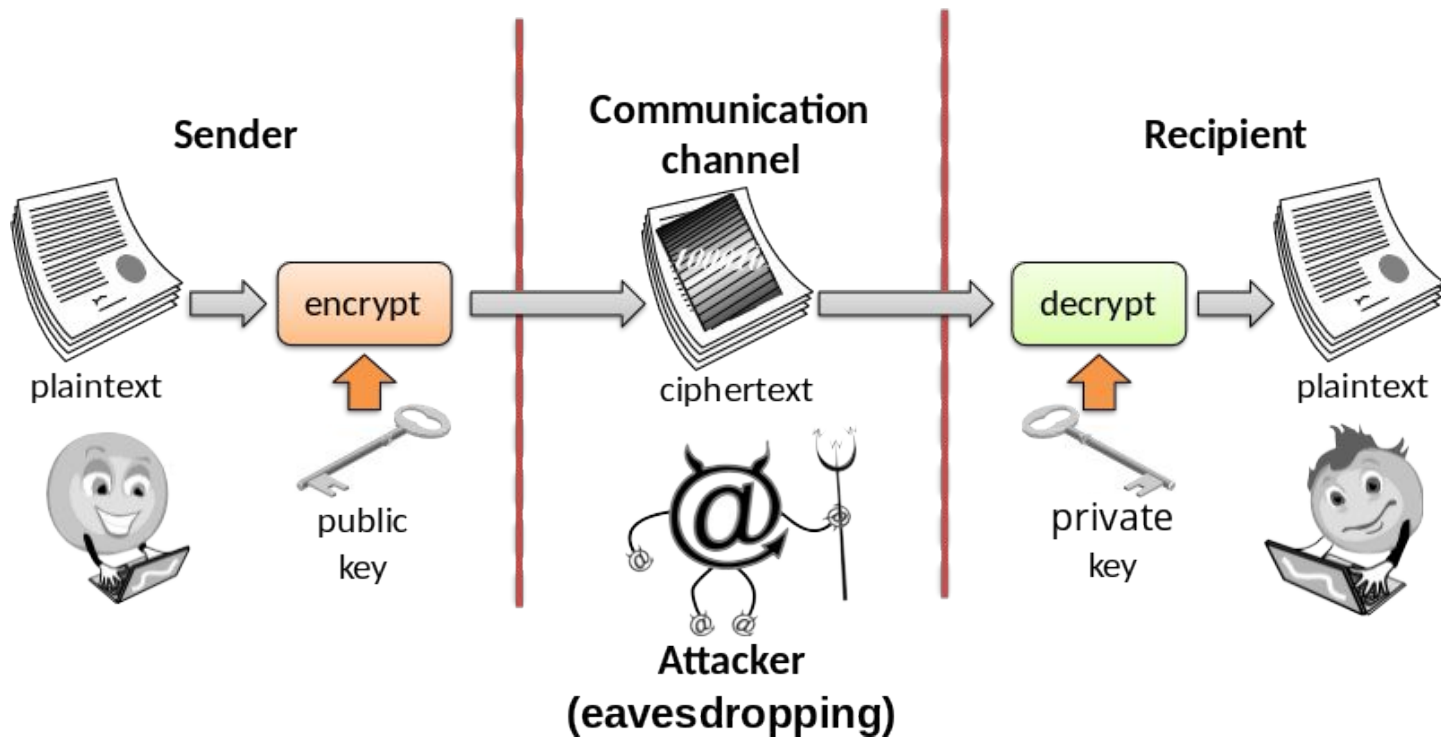 Sender
Communication
channel
Recipient
encrypt
decrypt
plaintext
ciphertext
plaintext
public
key
@
private
key
Attacker
(eavesdropping)